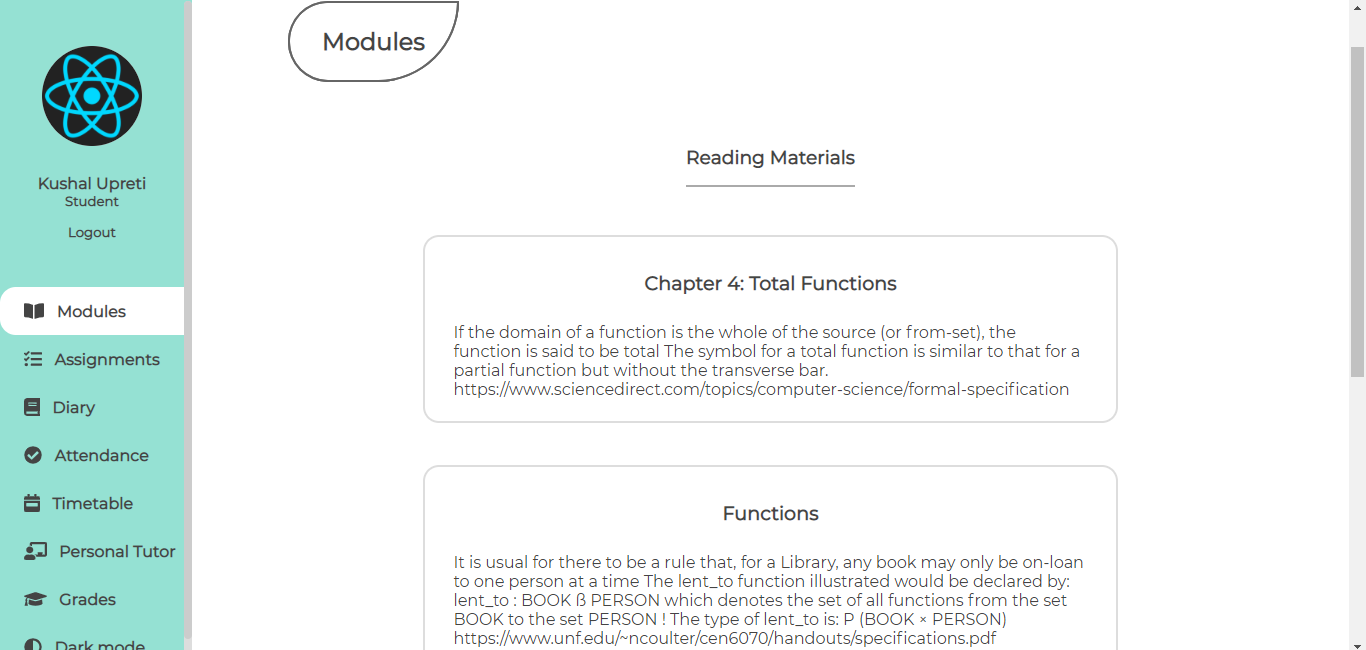 Modules
Kushal Upreti
Student
Logout
Modules
Assignments
Diary
Attendance
Timetable
Personal Tutor
Grades
Dark mode
Reading Materials
Chapter 4: Total Functions
If the domain of a function is the whole of the source (or from-set), the
function is said to be total The symbol for a total function is similar to that for a
partial function but without the transverse bar.
https://www.sciencedirect.com/topics/computer-science/formal-specification
Functions
It is usual for there to be a rule that, for a Library, any book may only be on-loan
to one person at a time The lent_to function illustrated would be declared by:
lent_to : BOOK ß PERSON which denotes the set of all functions from the set
BOOK to the set PERSON ! The type of lent_to is: P (BOOK × PERSON)
https://www.unf.edu/~ncoulter/cen6070/handouts/specifications.pdf